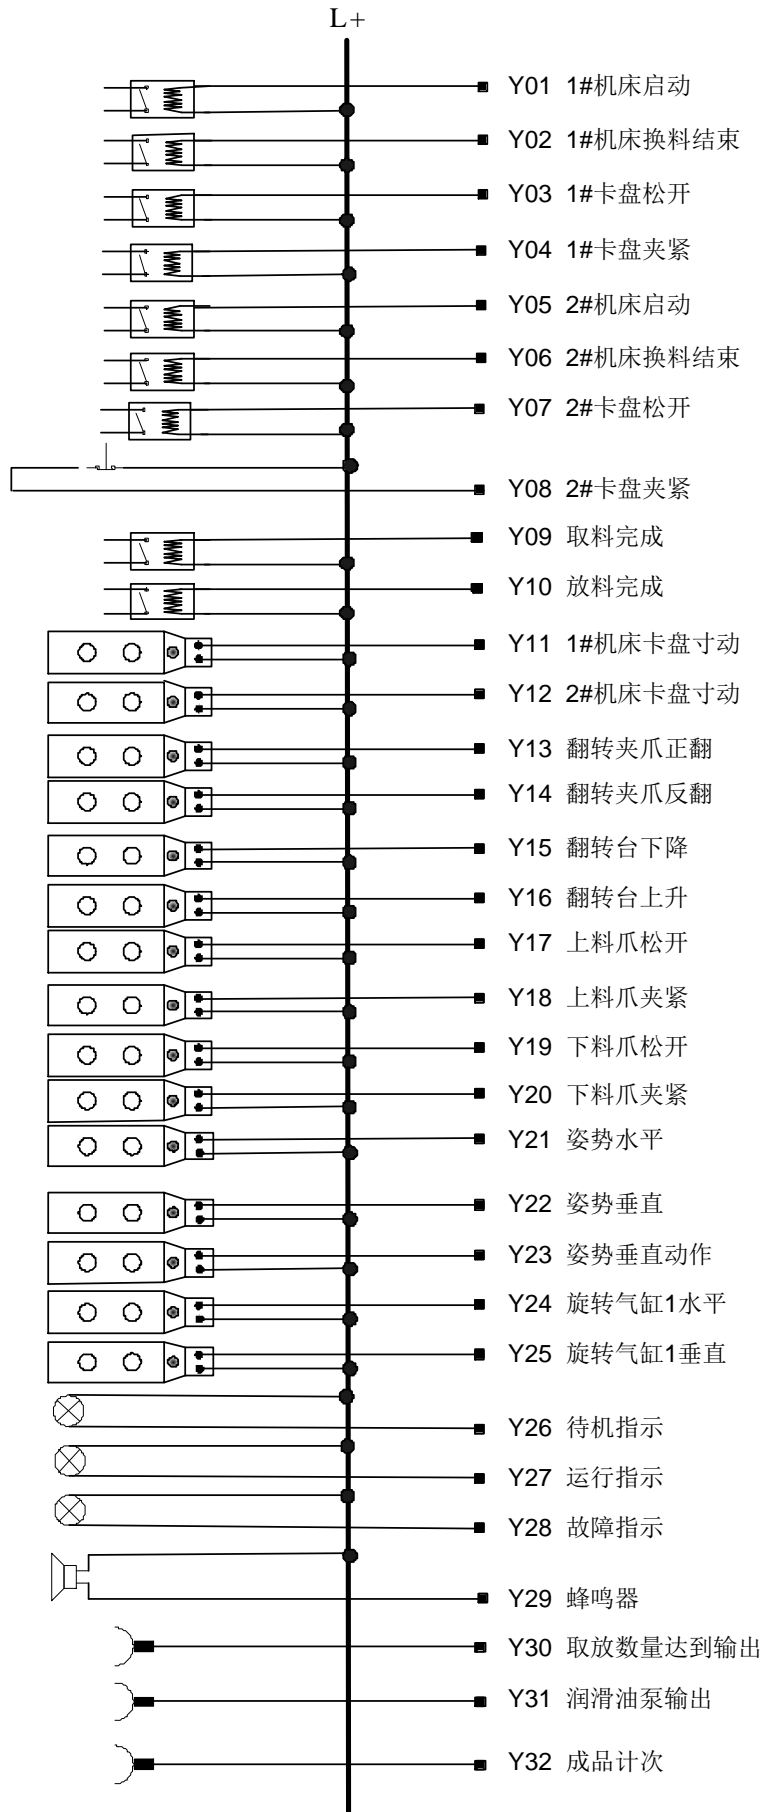 L+
Y01 1#机床启动
Y02 1#机床换料结束
Y03 1#卡盘松开
Y04 1#卡盘夹紧
Y05 2#机床启动
Y06 2#机床换料结束
Y07 2#卡盘松开
Y08 2#卡盘夹紧
Y09 取料完成
Y10 放料完成
Y11 1#机床卡盘寸动
Y12 2#机床卡盘寸动
Y13 翻转夹爪正翻
Y14 翻转夹爪反翻
Y15 翻转台下降
Y16 翻转台上升
Y17 上料爪松开
Y18 上料爪夹紧
Y19 下料爪松开
Y20 下料爪夹紧
Y21 姿势水平
Y22 姿势垂直
Y23 姿势垂直动作
Y24 旋转气缸1水平
Y25 旋转气缸1垂直
Y26 待机指示
Y27 运行指示
Y28 故障指示
Y29 蜂鸣器
Y30 取放数量达到输出
Y31 润滑油泵输出
Y32 成品计次